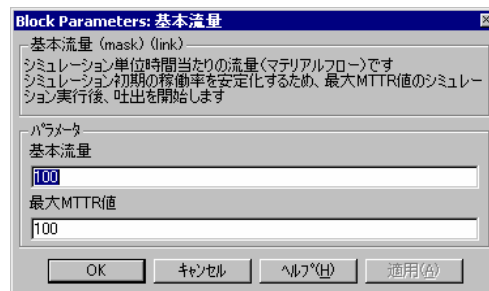 Block Parameters: 基本流量
基本流量 (mask) (link)
シミュレーション単位時間当たりの流量(マテリアルフロー)です
シミュレーション初期の稼働率を安定化するため、最大MTTR値のシミュレー
ション実行後、吐出を開始します
パラメータ
基本流量
100
最大MTTR値
100
OK キャンセル ヘルプ(H) 適用(A)